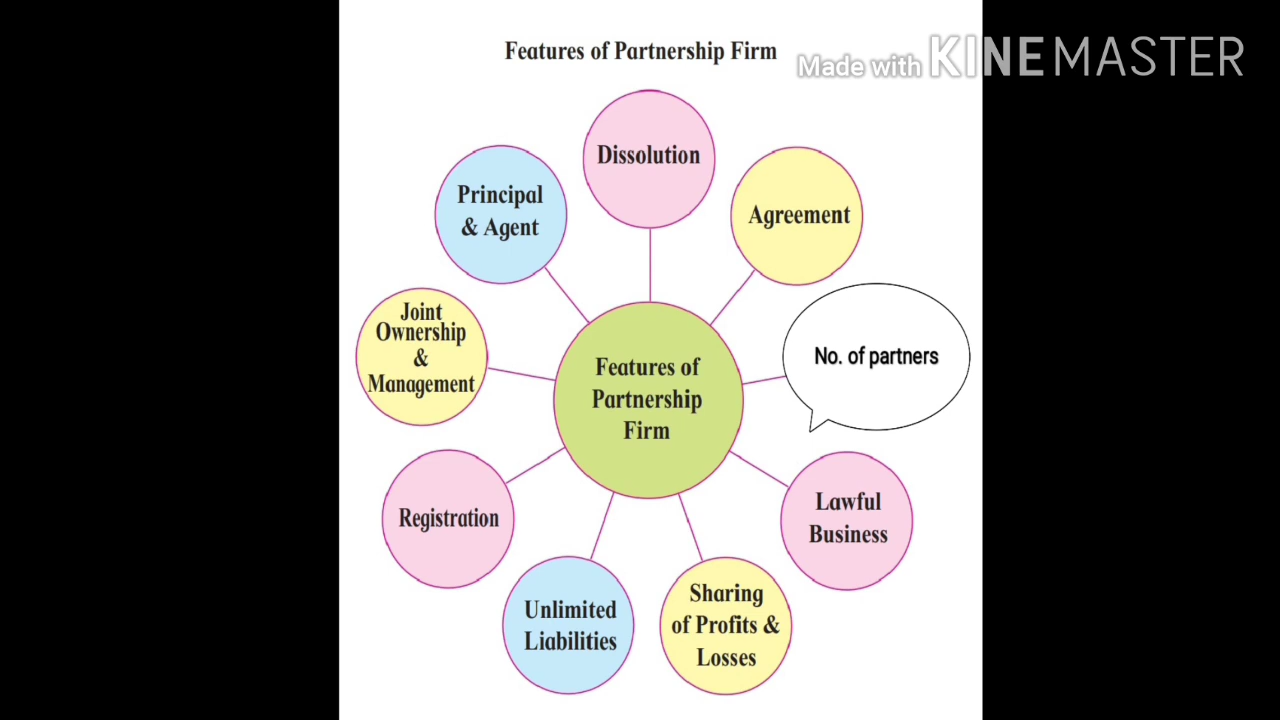 Features of Partnership Firm
Made with KINEMASTER
Dissolution
Agreement
No. of partners
Lawful
Business
Sharing
of Profits &
Losses
Unlimited
Liabilities
Registration
Joint
Ownership
&
Management
Principal
& Agent
Features of
Partnership
Firm